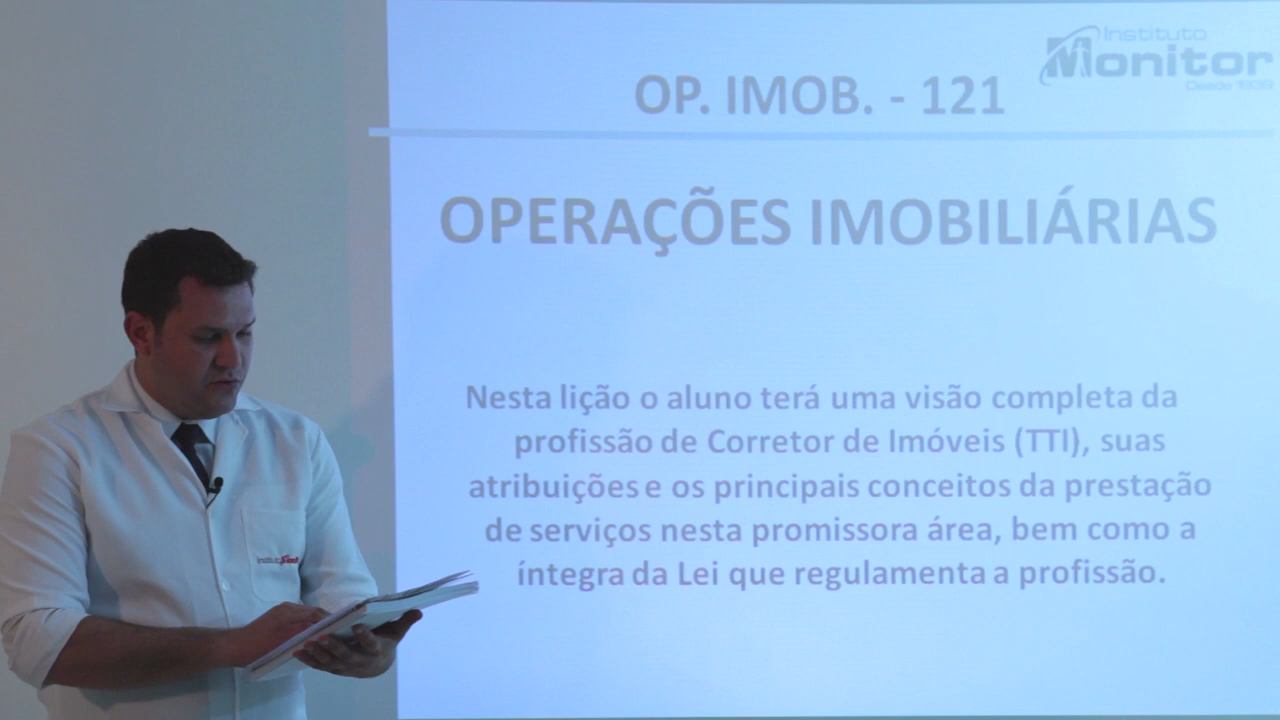 Instituto
Monitor
Desde 1939
OP. IMOB. - 121
OPERAÇÕES IMOBILIÁRIAS
Nesta lição o aluno terá uma visão completa da
profissão de Corretor de Imóveis (TTI), suas
atribuições e os principais conceitos da prestação
de serviços nesta promissora área, bem como a
íntegra da Lei que regulamenta a profissão.
Instituto Monitor